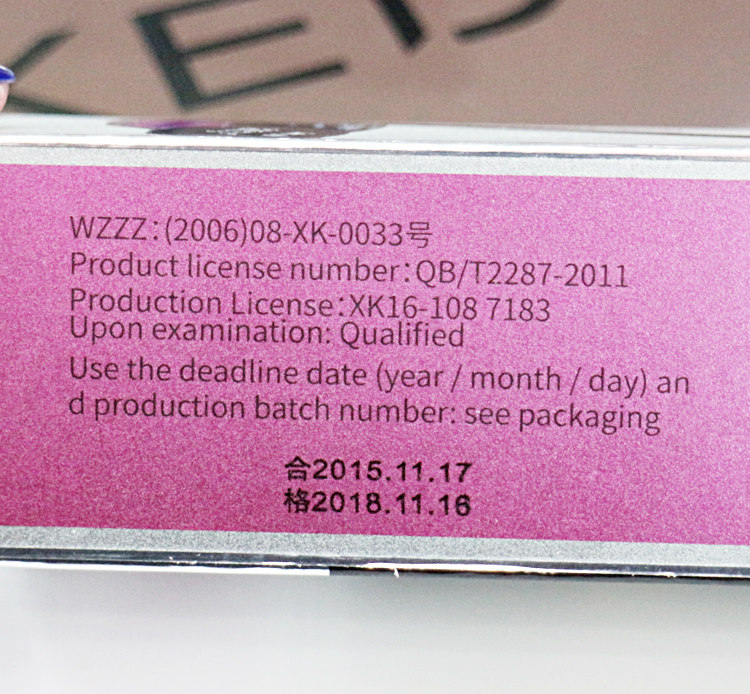 WZZZ:(2006)08-XK-0033号
Product license number:QB/T2287-2011
Production License:XK16-108 7183
Upon examination: Qualified
Use the deadline date (year / month / day) an
d production batch number: see packaging
合2015.11.17
格2018.11.16